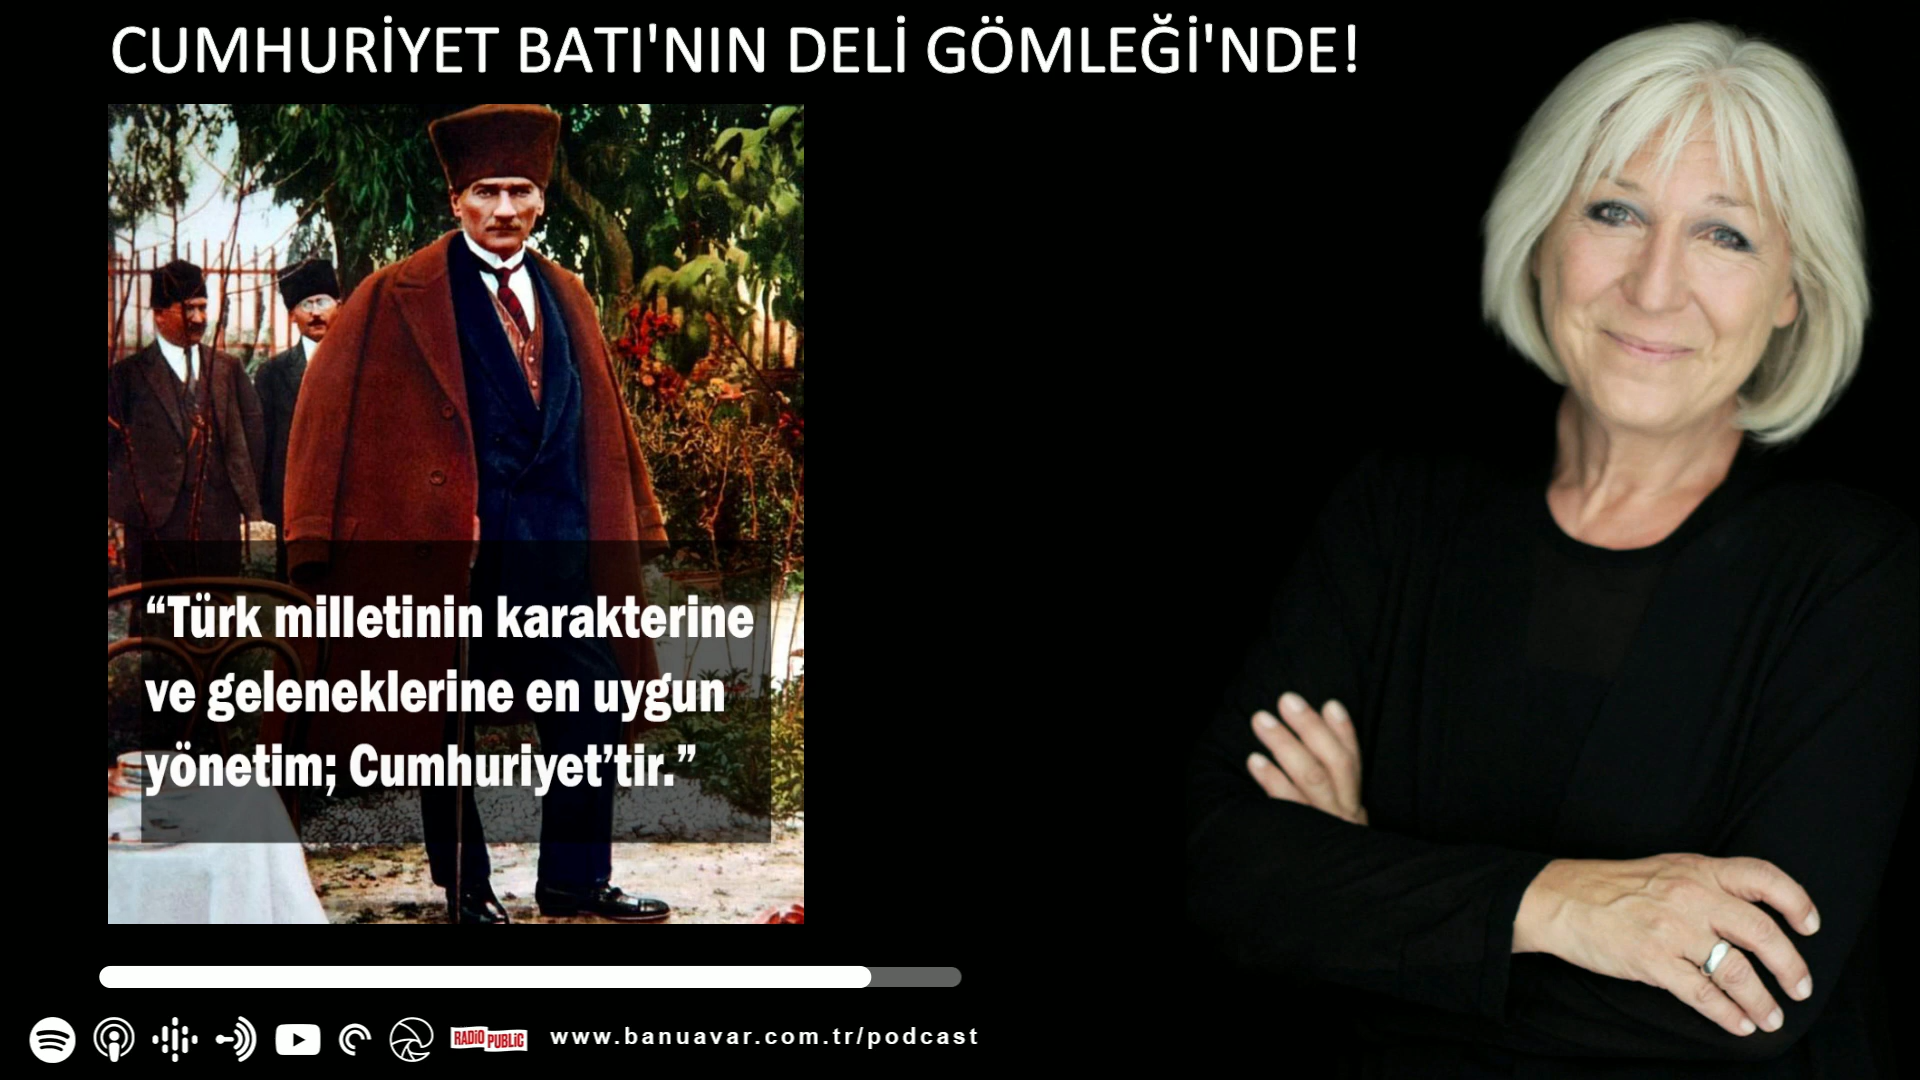 CUMHURİYET BATI'NIN DELİ GÖMLEĞİ'NDE!
“Türk milletinin karakterine
ve geleneklerine en uygun
yönetim; Cumhuriyet’tir.”
RADIO PUBLIC
www.banuavar.com.tr/podcast